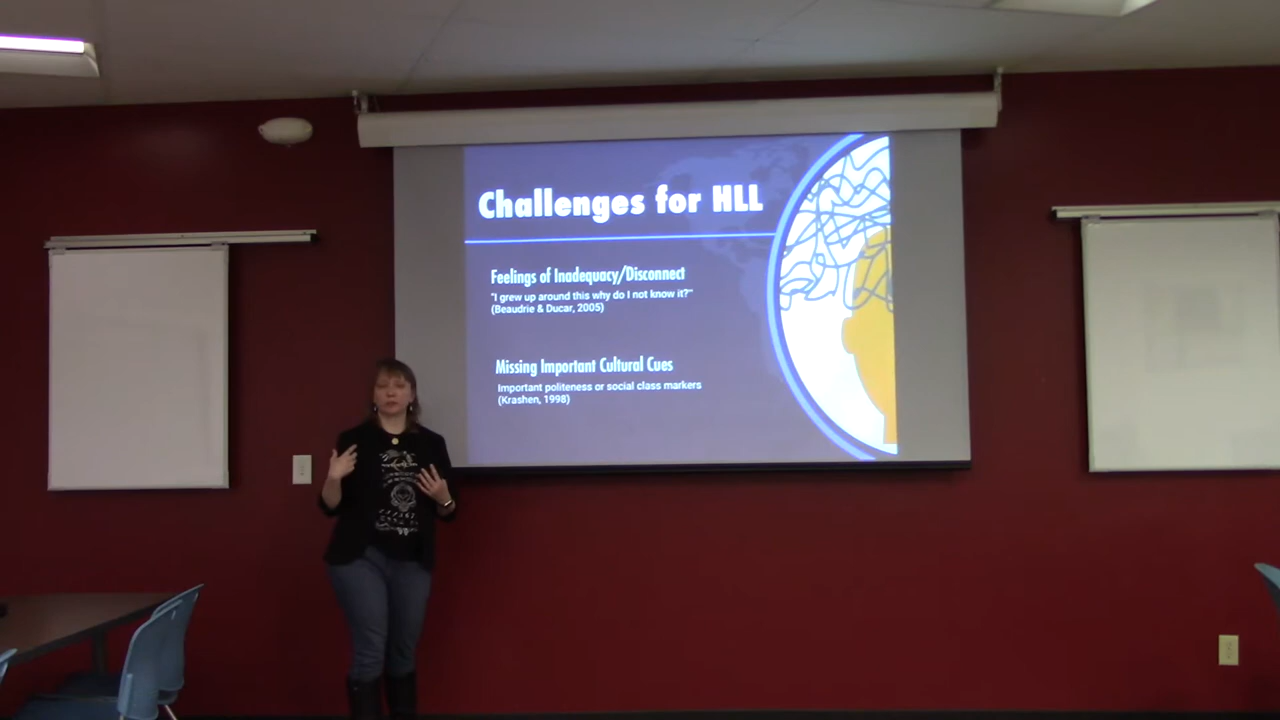 Challenges for HLL
Feelings of Inadequacy/Disconnect
"I grew up around this why do I not know it?"
(Beaudrie & Ducar, 2005)
Missing Important Cultural Cues
Important politeness or social class markers
(Krashen, 1998)